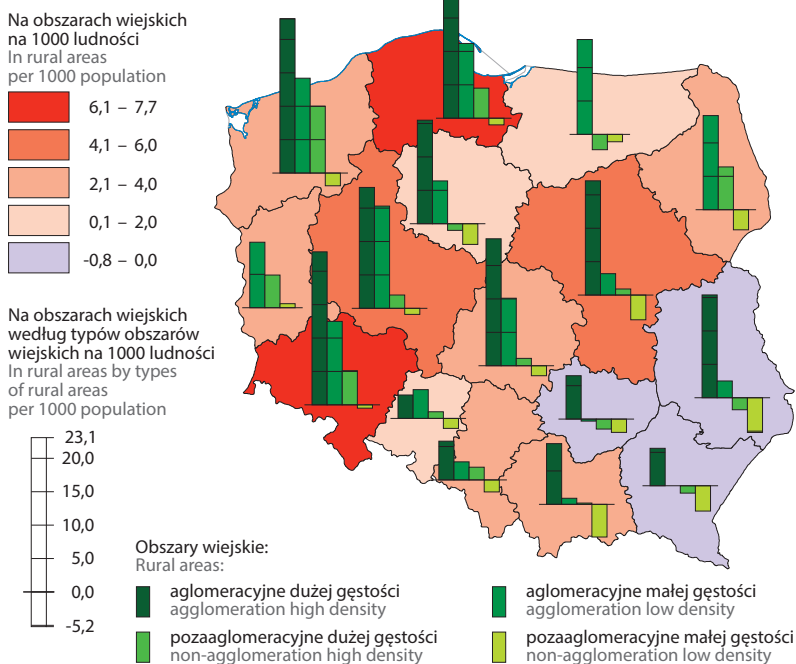 Na obszarach wiejskich
na 1000 ludności
In rural areas
per 1000 population
6,1 – 7,7
4,1 – 6,0
2,1 – 4,0
0,1 – 2,0
-0,8 – 0,0
Na obszarach wiejskich
według typów obszarów
wiejskich na 1000 ludności
In rural areas by types
of rural areas
per 1000 population
23,1
20,0
15,0
10,0
5,0
0,0
-5,2
Obszary wiejskie:
Rural areas:
aglomeracyjne dużej gęstości
agglomeration high density
aglomeracyjne małej gęstości
agglomeration low density
pozaaglomeracyjne dużej gęstości
non-agglomeration high density
pozaaglomeracyjne małej gęstości
non-agglomeration low density